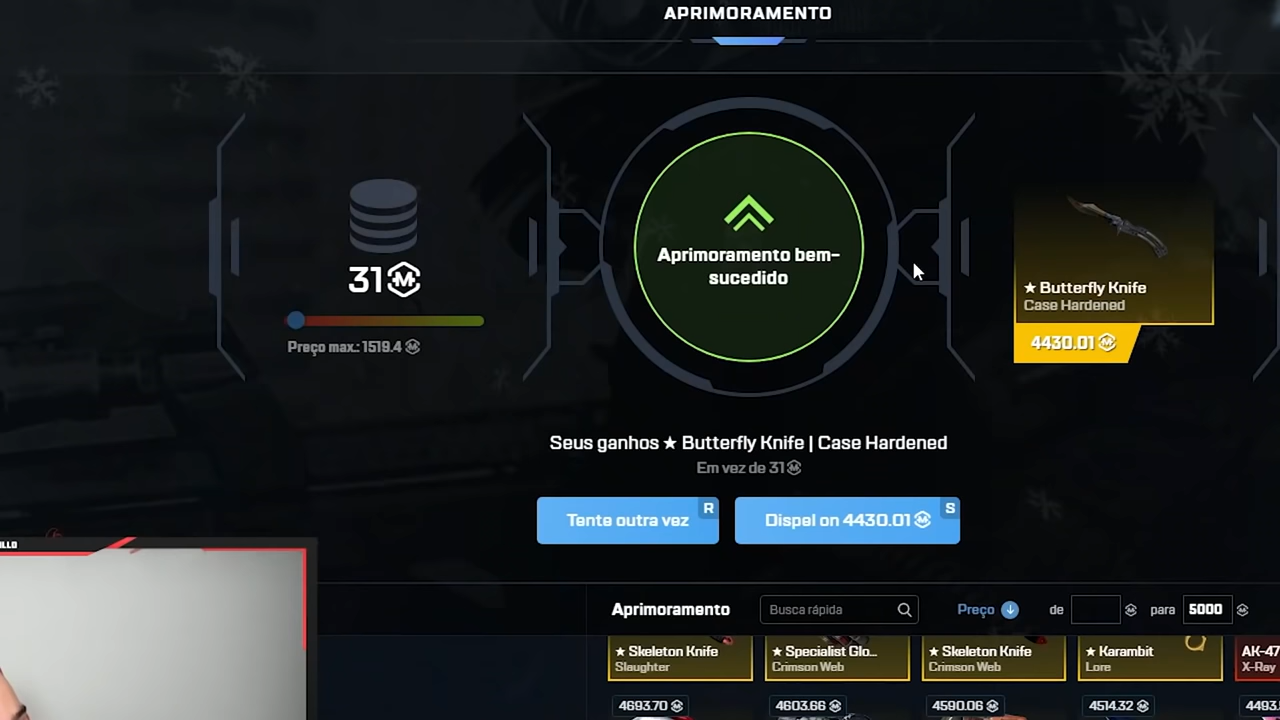 APRIMORAMENTO
31
Preço max.: 1519.4
Aprimoramento bem-
sucedido
★ Butterfly Knife
Case Hardened
4430.01
Seus ganhos ★ Butterfly Knife | Case Hardened
Em vez de 31
Tente outra vez R
Dispel on 4430.01 S
LLO
Aprimoramento
Busca rápida
Preço
de
para
5000
★ Skeleton Knife
Slaughter
★ Specialist Glo...
Crimson Web
★ Skeleton Knife
Crimson Web
★ Karambit
Lore
AK-47
X-Ray
4693.70
4603.66
4590.06
4514.32
4493.